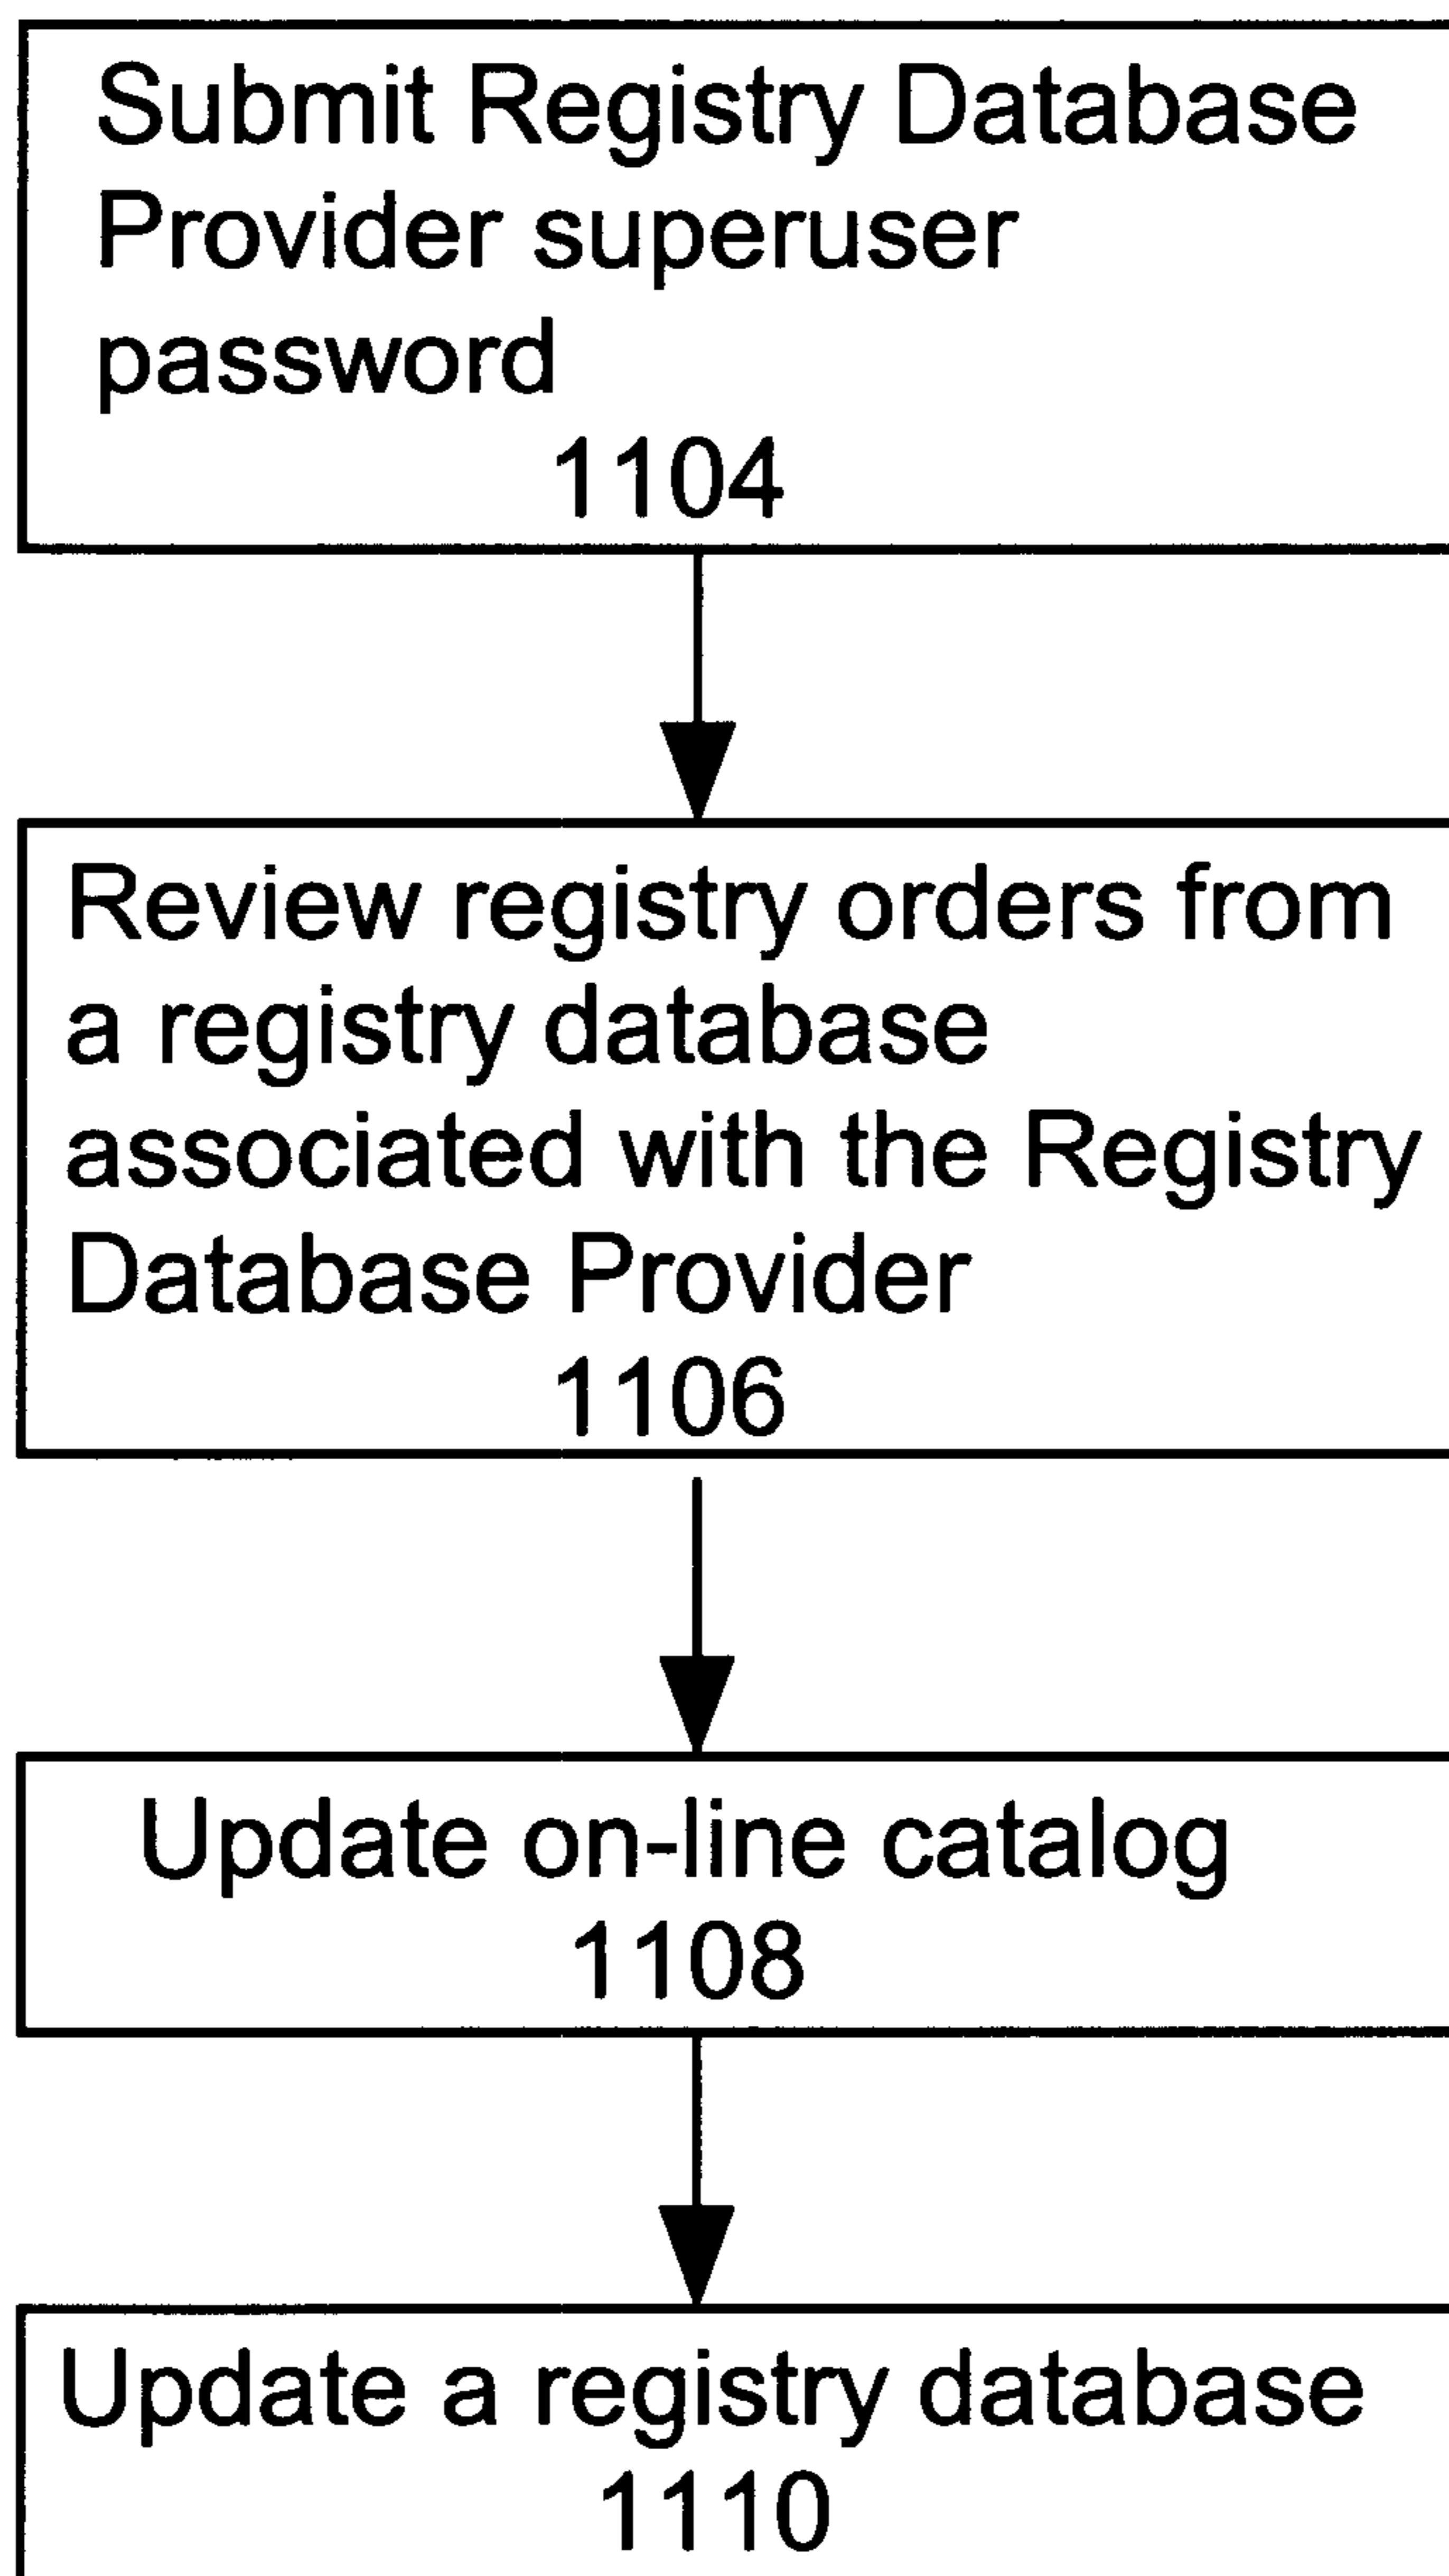 Submit Registry Database
Provider superuser
password
1104
Review registry orders from
a registry database
associated with the Registry
Database Provider
1106
Update on-line catalog
1108
Update a registry database
1110